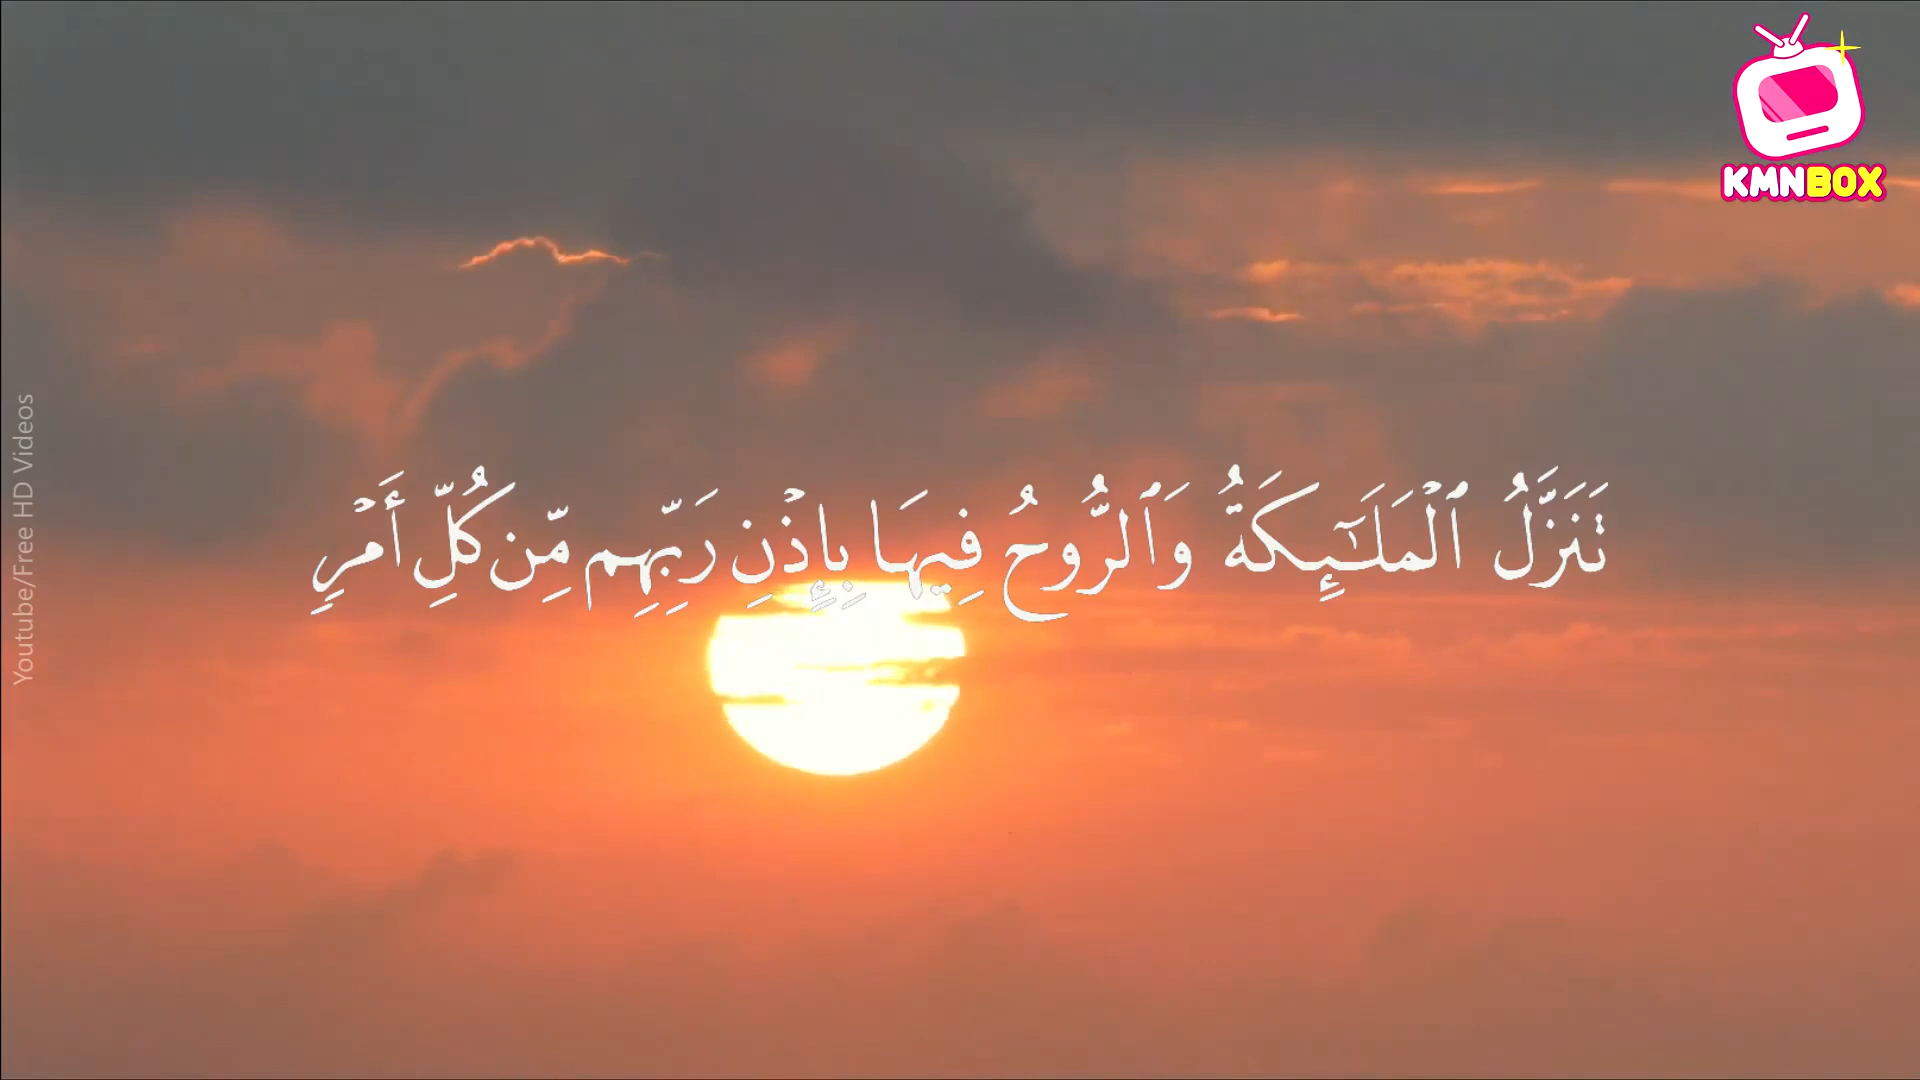 KMNBOX
تَنَزَّلُ ٱلْمَلَـٰٓئِكَةُ وَٱلرُّوحُ فِيهَا بِإِذْنِ رَبِّهِم مِّن كُلِّ أَمْرٍ
Youtube/Free HD Videos